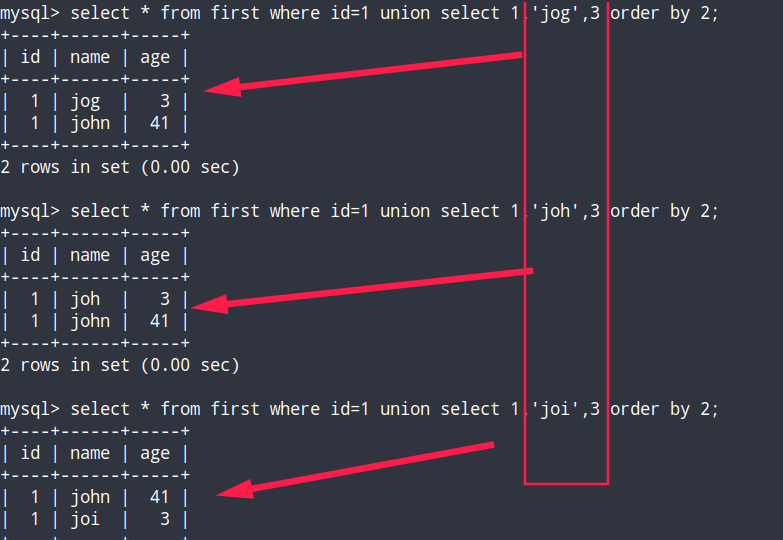 mysql> select * from first where id=1 union select 1,'jog',3 order by 2;
+----+------+-----+
| id | name | age |
+----+------+-----+
|  1 | jog  |   3 |
|  1 | john |  41 |
+----+------+-----+
2 rows in set (0.00 sec)
mysql> select * from first where id=1 union select 1,'joh',3 order by 2;
+----+------+-----+
| id | name | age |
+----+------+-----+
|  1 | joh  |   3 |
|  1 | john |  41 |
+----+------+-----+
2 rows in set (0.00 sec)
mysql> select * from first where id=1 union select 1,'joi',3 order by 2;
+----+------+-----+
| id | name | age |
+----+------+-----+
|  1 | john |  41 |
|  1 | joi  |   3 |
+----+------+-----+